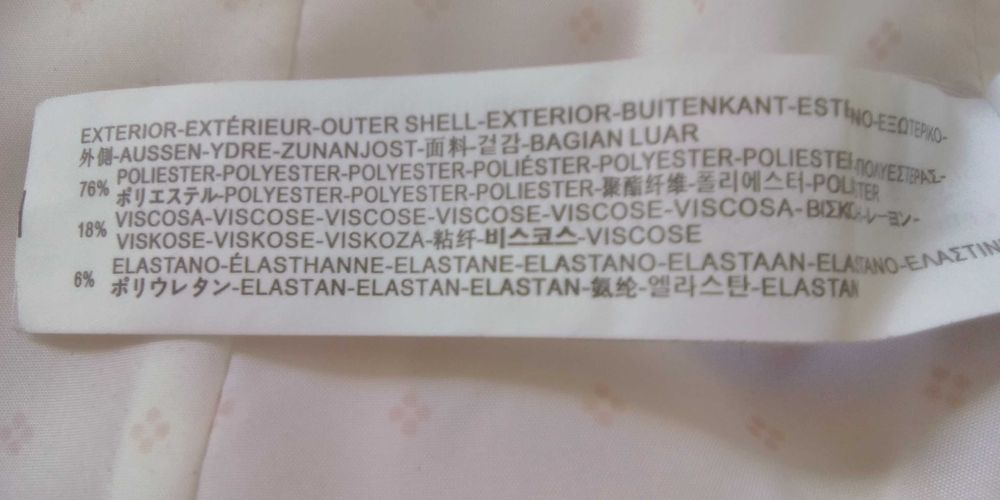 EXTERIOR-EXTÉRIEUR-OUTER SHELL-EXTERIOR-BUITENKANT-ESTERNO-ΕΞΩΤΕΡΙΚΟ-
外側-AUSSEN-YDRE-ZUNANJOST-面料-겉감-BAGIAN LUAR
76% POLIESTER-POLYESTER-POLYESTER-POLIÉSTER-POLYESTER-POLIESTERE-ΠΟΛΥΕΣΤΕΡΑΣ-
ポリエステル-POLYESTER-POLYESTER-POLIESTER-聚酯纤维-폴리에스터-POLIESTER
18% VISCOSA-VISCOSE-VISCOSE-VISCOSE-VISCOSE-VISCOSA-ΒΙΣΚΟΖ-レーヨン-
VISKOSE-VISKOSE-VISKOZA-粘纤-비스코스-VISCOSE
6% ELASTANO-ÉLASTHANNE-ELASTANE-ELASTANO-ELASTAAN-ELASTANO-ΕΛΑΣΤΙΝ
ポリウレタン-ELASTAN-ELASTAN-ELASTAN-氨纶-엘라스탄-ELASTAN